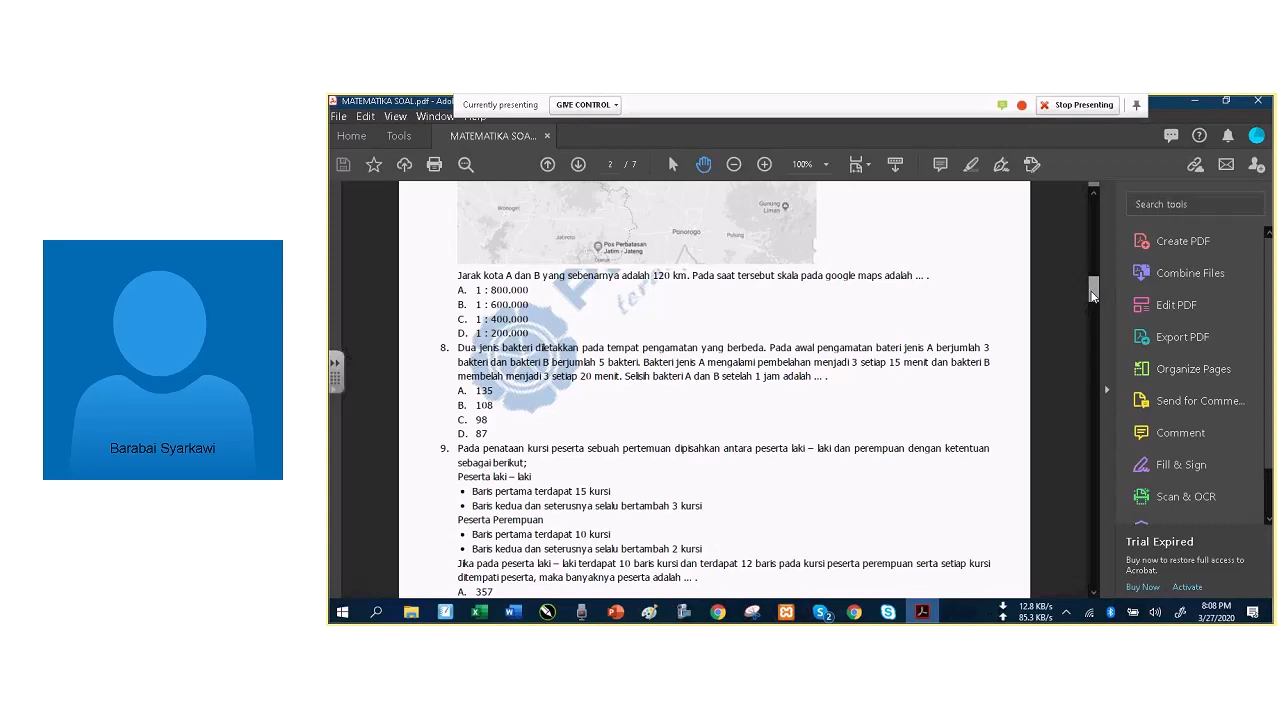 MATEMATIKA SOAL.pdf - Adob
Currently presenting
GIVE CONTROL
Stop Presenting
File Edit View Window Help
Home Tools MATEMATIKA SOA... ×
2 / 7
100%
Wonogiri
Jatiroto
Pos Perbatasan
Jatim - Jateng
Ponorogo
Pulung
Gunung
Liman
Jarak kota A dan B yang sebenarnya adalah 120 km. Pada saat tersebut skala pada google maps adalah ... .
A. 1 : 800.000
B. 1 : 600.000
C. 1 : 400.000
D. 1 : 200.000
8. Dua jenis bakteri diletakkan pada tempat pengamatan yang berbeda. Pada awal pengamatan bateri jenis A berjumlah 3
bakteri dan bakteri B berjumlah 5 bakteri. Bakteri jenis A mengalami pembelahan menjadi 3 setiap 15 menit dan bakteri B
membelah menjadi 3 setiap 20 menit. Selisih bakteri A dan B setelah 1 jam adalah ... .
A. 135
B. 108
C. 98
D. 87
9. Pada penataan kursi peserta sebuah pertemuan dipisahkan antara peserta laki – laki dan perempuan dengan ketentuan
sebagai berikut;
Peserta laki – laki
• Baris pertama terdapat 15 kursi
• Baris kedua dan seterusnya selalu bertambah 3 kursi
Peserta Perempuan
• Baris pertama terdapat 10 kursi
• Baris kedua dan seterusnya selalu bertambah 2 kursi
Jika pada peserta laki – laki terdapat 10 baris kursi dan terdapat 12 baris pada kursi peserta perempuan serta setiap kursi
ditempati peserta, maka banyaknya peserta adalah ... .
A. 357
Search tools
Create PDF
Combine Files
Edit PDF
Export PDF
Organize Pages
Send for Comme...
Comment
Fill & Sign
Scan & OCR
Trial Expired
Buy now to restore full access to
Acrobat.
Buy Now Activate
Barabai Syarkawi
12.8 KB/s
85.3 KB/s
8:08 PM
3/27/2020